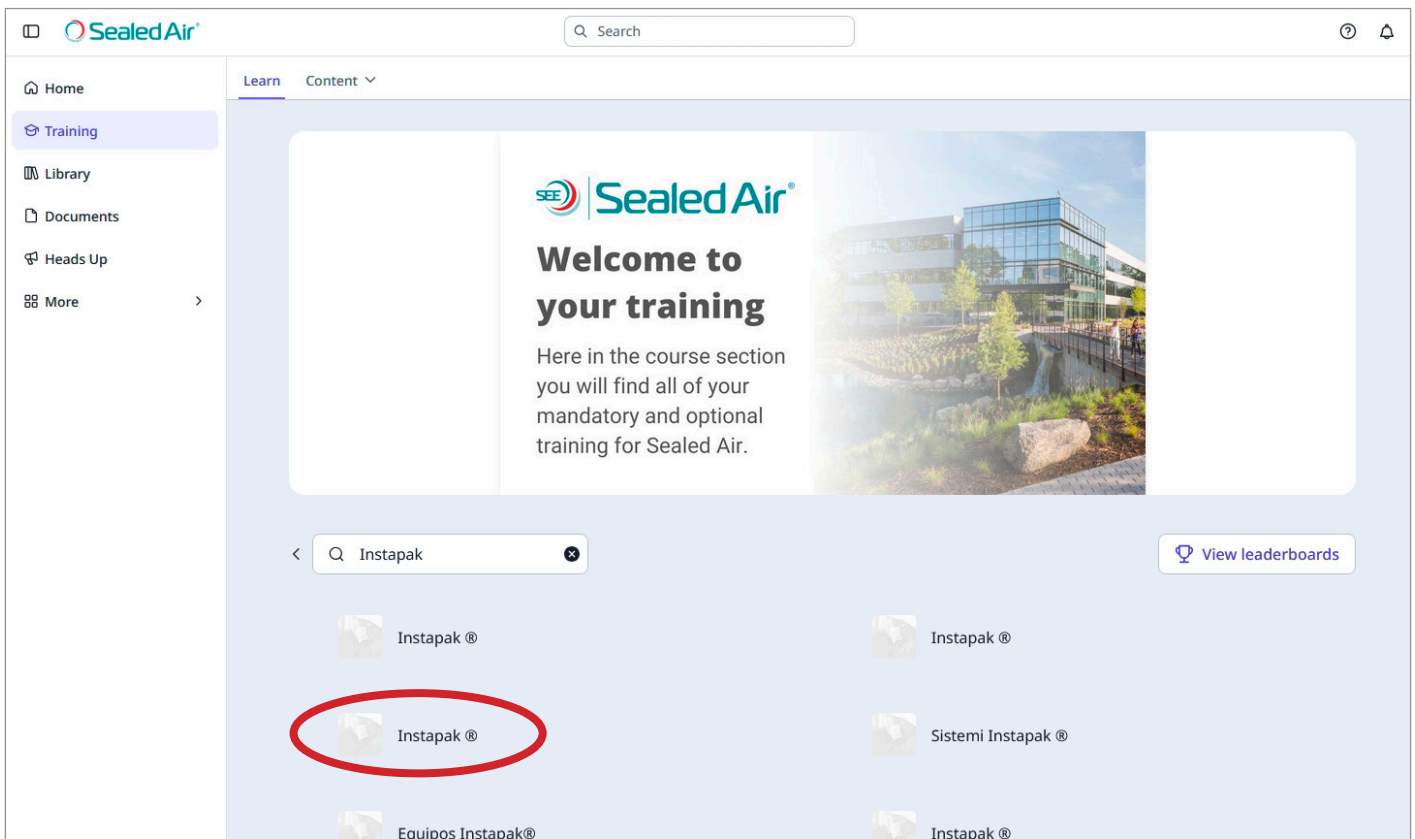 Sealed Air®
Search
Home
Training
Library
Documents
Heads Up
More
Learn
Content
SEE
Sealed Air®
Welcome to
your training
Here in the course section
you will find all of your
mandatory and optional
training for Sealed Air.
Instapak
View leaderboards
Instapak ®
Instapak ®
Instapak ®
Sistemi Instapak ®
Equipos Instapak®
Instapak ®